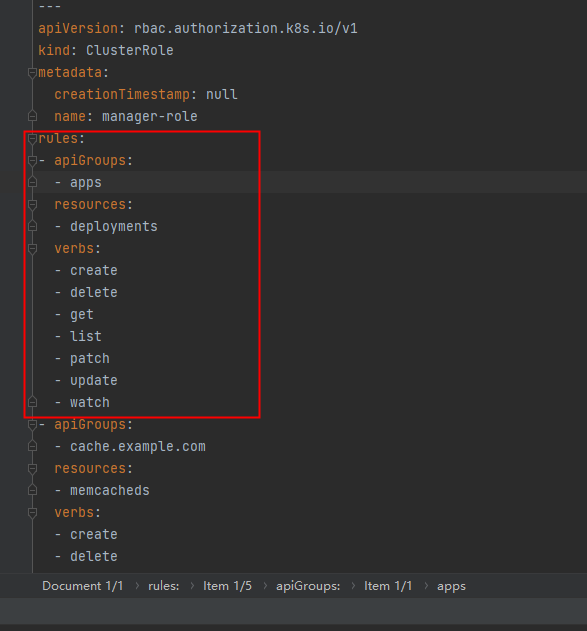 ---
apiVersion: rbac.authorization.k8s.io/v1
kind: ClusterRole
metadata:
  creationTimestamp: null
  name: manager-role
rules:
- apiGroups:
  - apps
  resources:
  - deployments
  verbs:
  - create
  - delete
  - get
  - list
  - patch
  - update
  - watch
- apiGroups:
  - cache.example.com
  resources:
  - memcacheds
  verbs:
  - create
  - delete
Document 1/1 › rules: › Item 1/5 › apiGroups: › Item 1/1 › apps